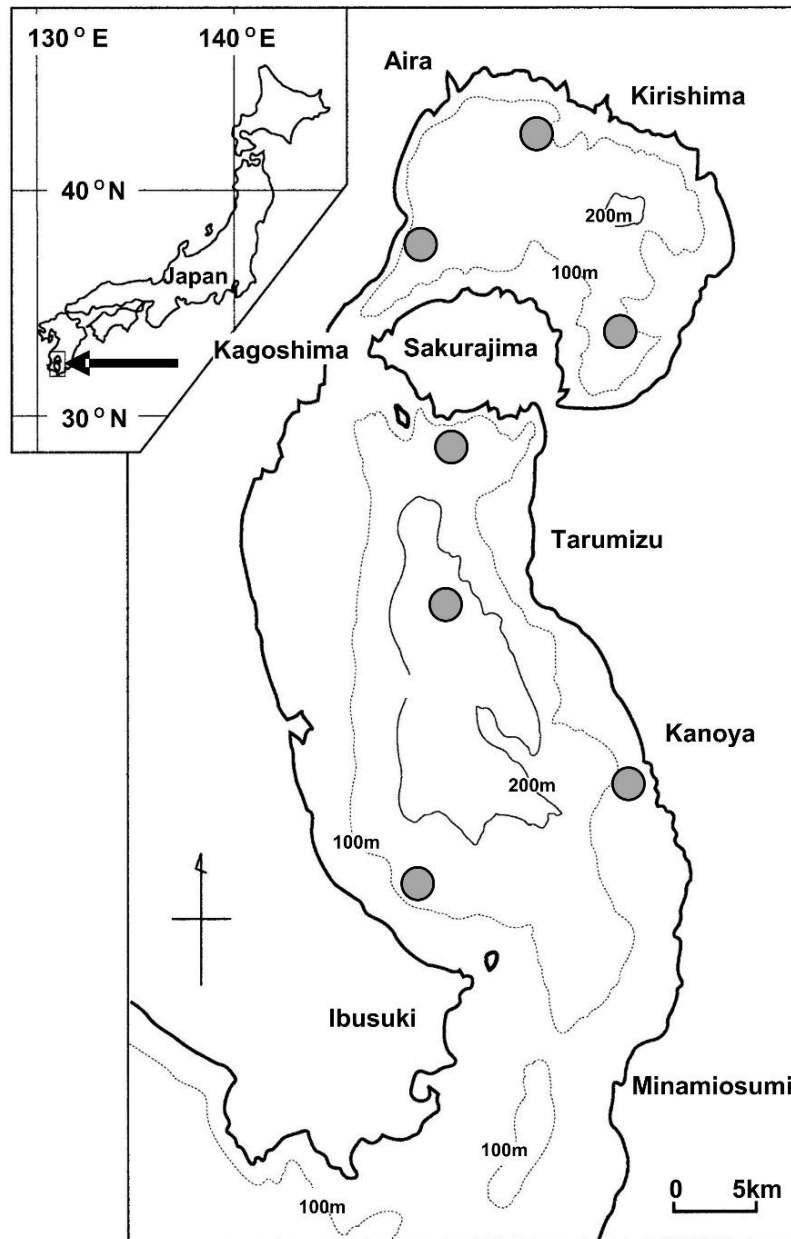 130°E 140°E
40°N
Japan
30°N
Aira
Kirishima
200m
100m
Kagoshima
Sakurajima
Tarumizu
Kanoya
200m
100m
Ibusuki
Minamiosumi
100m
0 5km
100m